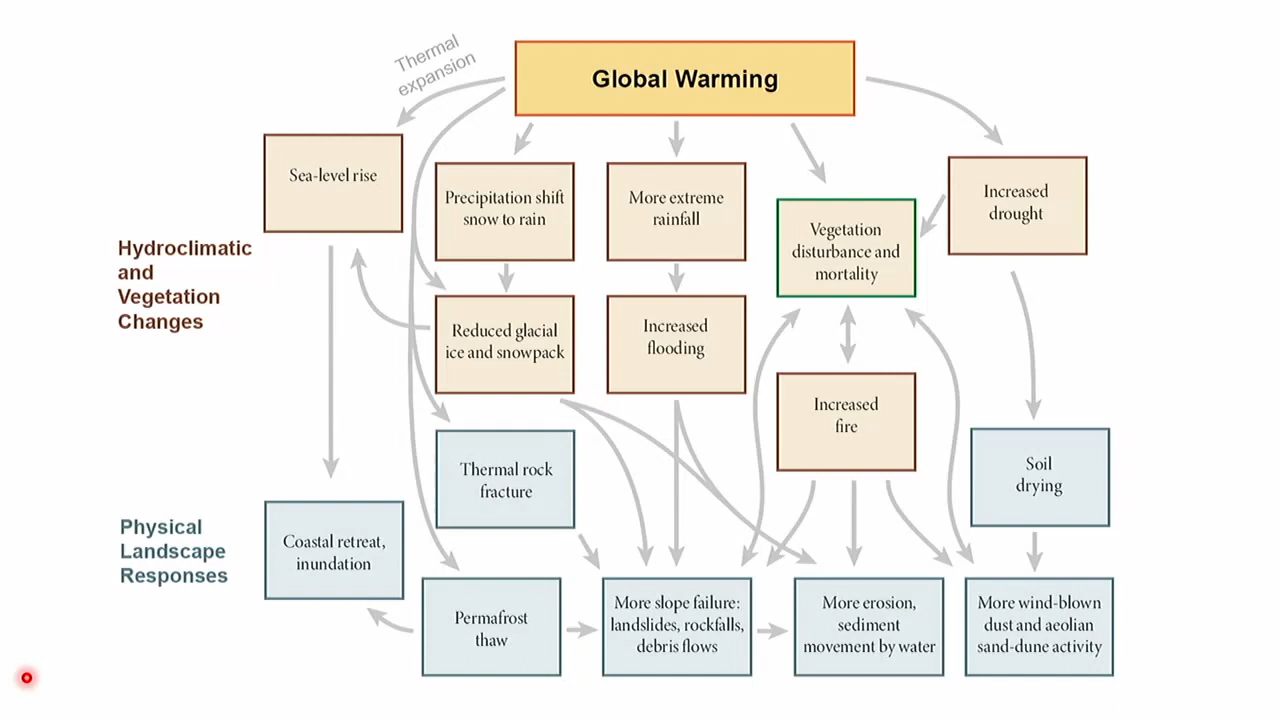 Thermal
expansion
Global Warming
Sea-level rise
Precipitation shift
snow to rain
More extreme
rainfall
Vegetation
disturbance and
mortality
Increased
drought
Hydroclimatic
and
Vegetation
Changes
Reduced glacial
ice and snowpack
Increased
flooding
Increased
fire
Thermal rock
fracture
Soil
drying
Physical
Landscape
Responses
Coastal retreat,
inundation
Permafrost
thaw
More slope failure:
landslides, rockfalls,
debris flows
More erosion,
sediment
movement by water
More wind-blown
dust and aeolian
sand-dune activity